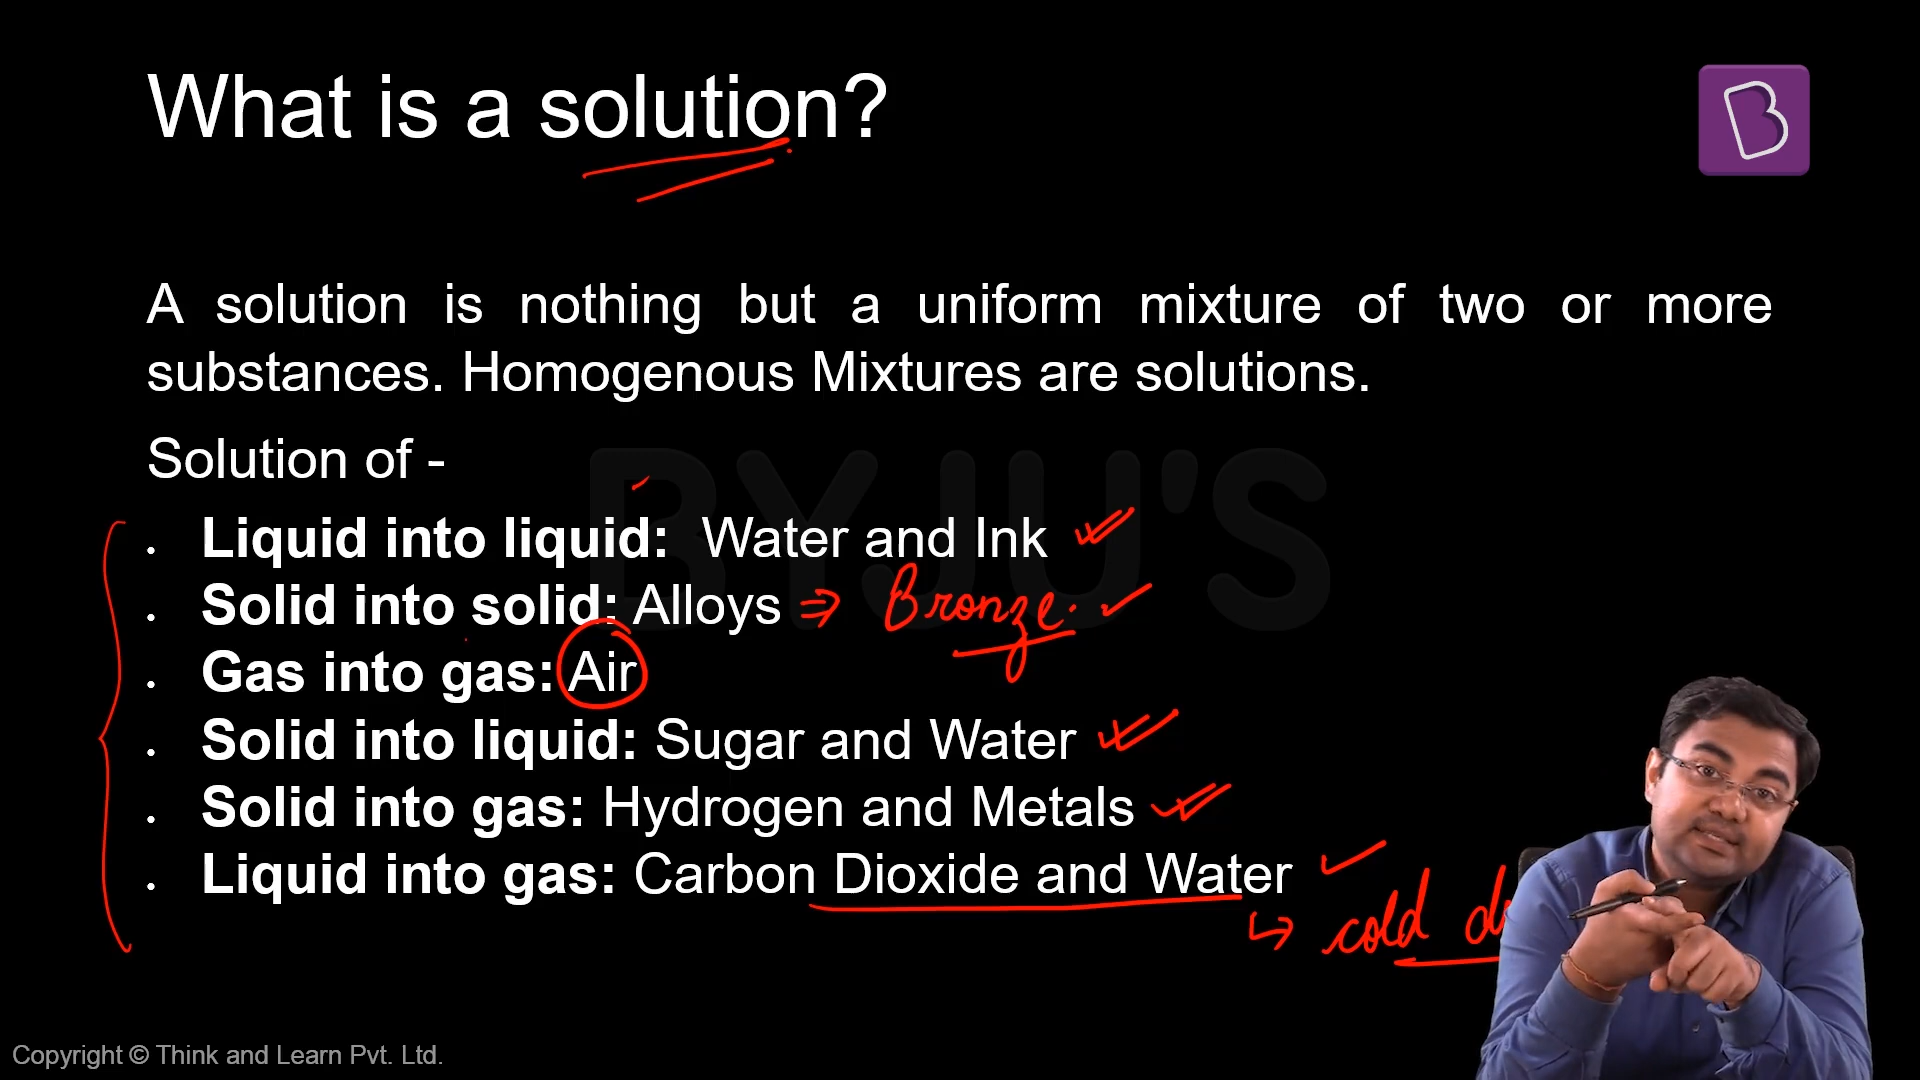 What is a solution?
A solution is nothing but a uniform mixture of two or more
substances. Homogenous Mixtures are solutions.
Solution of -
BYJU'S
• Liquid into liquid: Water and Ink
• Solid into solid: Alloys ⇒ Bronze.
• Gas into gas: Air
• Solid into liquid: Sugar and Water
• Solid into gas: Hydrogen and Metals
• Liquid into gas: Carbon Dioxide and Water
↳ cold
Copyright © Think and Learn Pvt. Ltd.